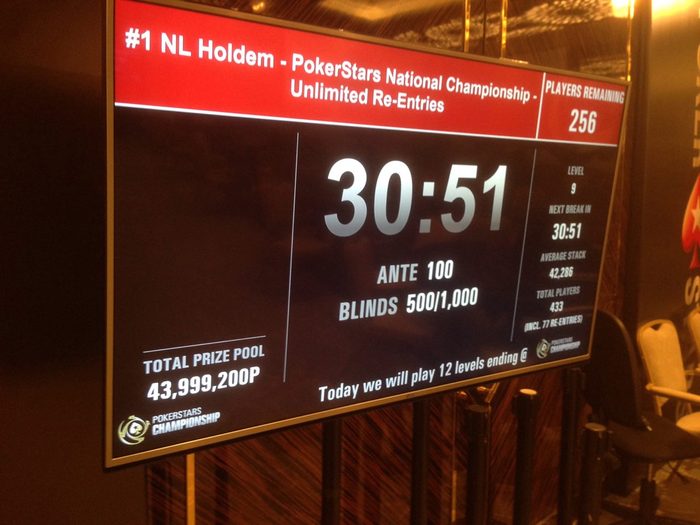 #1 NL Holdem - PokerStars National Championship -
Unlimited Re-Entries
PLAYERS REMAINING
256
30:51
ANTE 100
BLINDS 500/1,000
LEVEL
9
NEXT BREAK IN
30:51
AVERAGE STACK
42,286
TOTAL PLAYERS
433
(INCL. 77 RE-ENTRIES)
TOTAL PRIZE POOL
43,999,200P
POKERSTARS
CHAMPIONSHIP
Today we will play 12 levels ending @
POKERSTARS
CHAMPIONSHIP